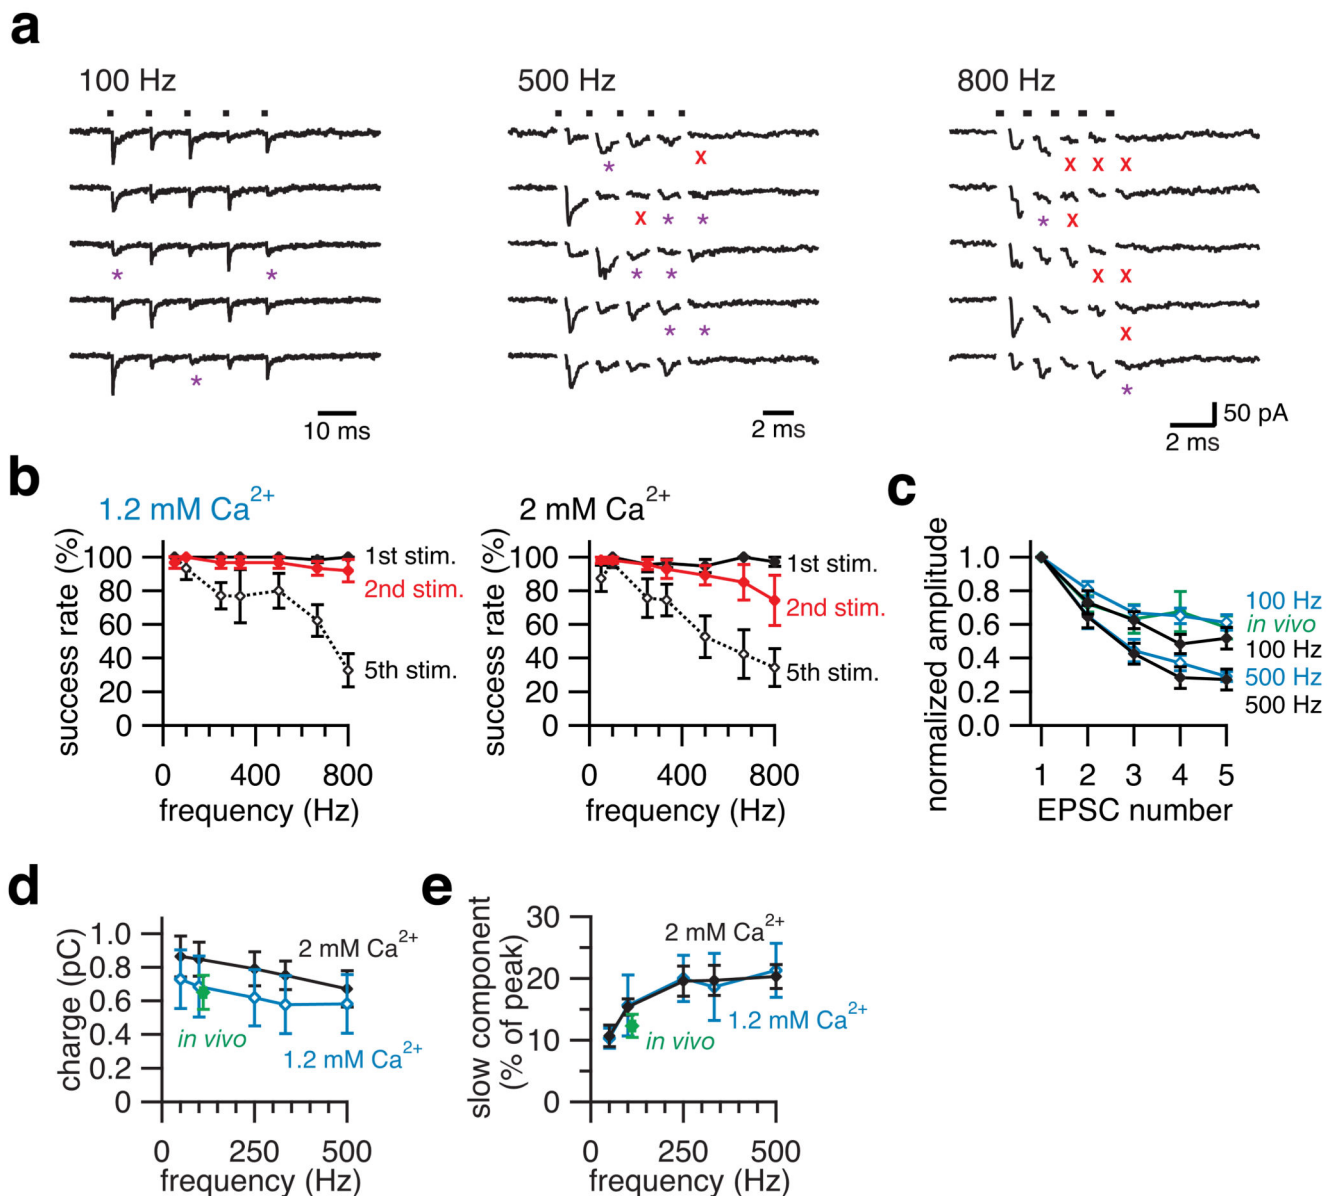 a
100 Hz
500 Hz
800 Hz
* X
X X X
X * *
* X
* *
* *
X X
* *
X
*
*
10 ms
2 ms
50 pA
2 ms
b
1.2 mM Ca²⁺
success rate (%)
100
80
60
40
20
0
1st stim.
2nd stim.
5th stim.
0 400 800
frequency (Hz)
2 mM Ca²⁺
success rate (%)
100
80
60
40
20
0
1st stim.
2nd stim.
5th stim.
0 400 800
frequency (Hz)
c
normalized amplitude
1.0
0.8
0.6
0.4
0.2
0.0
100 Hz
in vivo
100 Hz
500 Hz
500 Hz
1 2 3 4 5
EPSC number
d
charge (pC)
1.0
0.8
0.6
0.4
0.2
0
2 mM Ca²⁺
in vivo
1.2 mM Ca²⁺
0 250 500
frequency (Hz)
e
slow component
(% of peak)
30
20
10
0
2 mM Ca²⁺
1.2 mM Ca²⁺
in vivo
0 250 500
frequency (Hz)